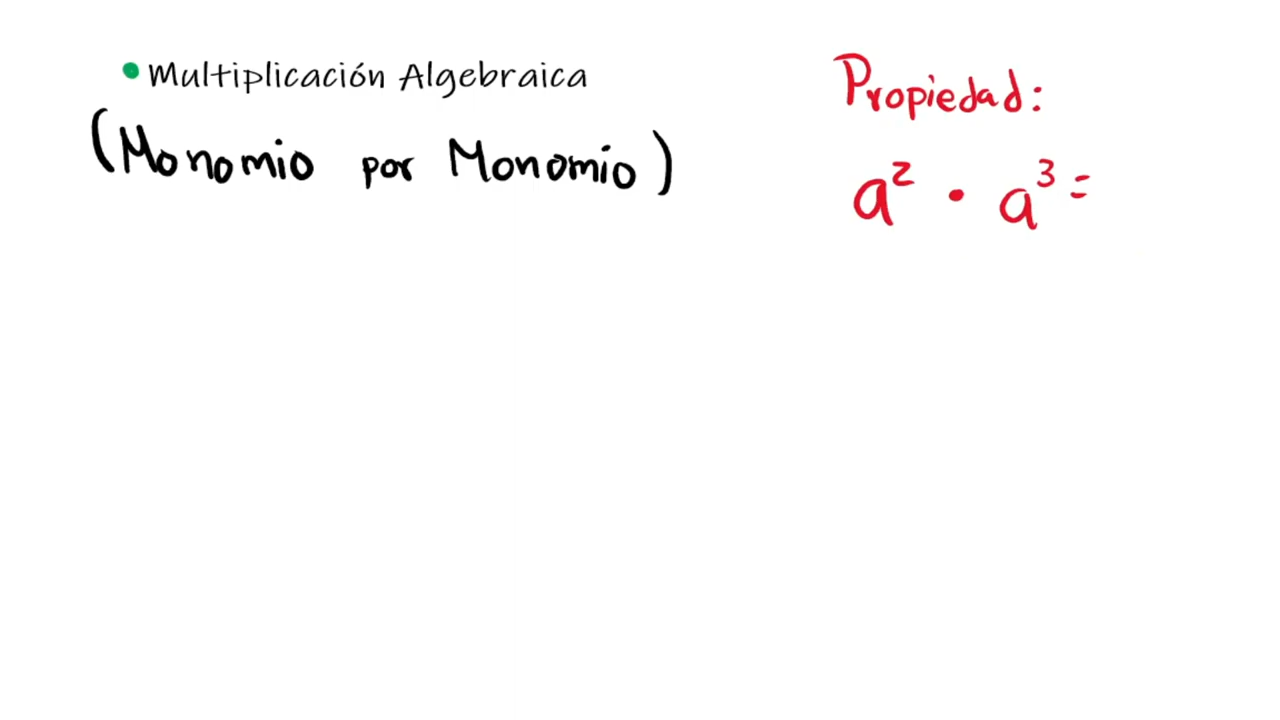 • Multiplicación Algebraica
(Monomio por Monomio)
Propiedad:
a² · a³ =